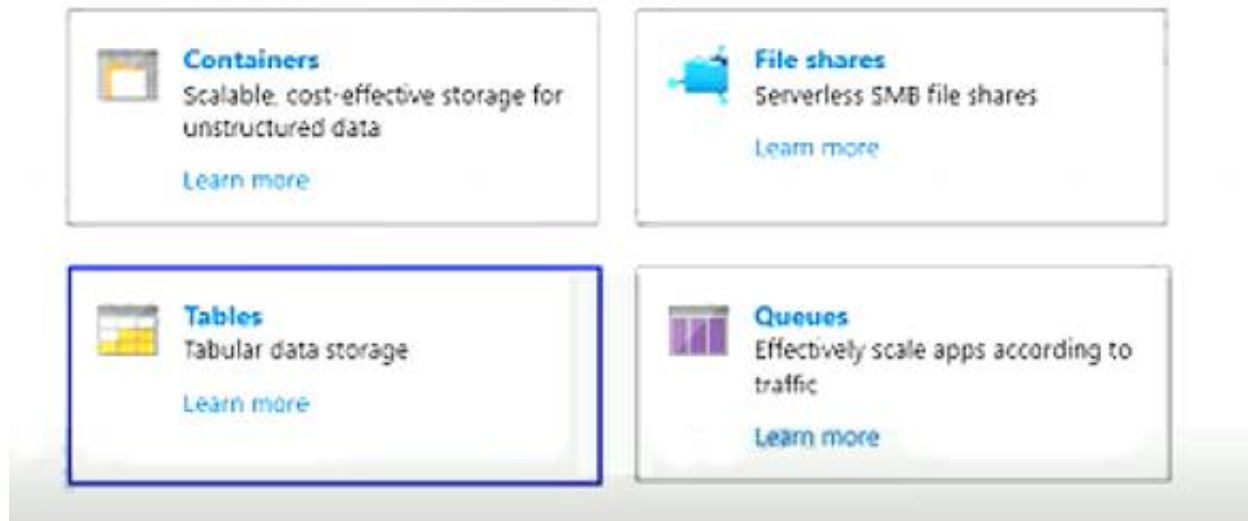 Containers
Scalable, cost-effective storage for
unstructured data
Learn more
File shares
Serverless SMB file shares
Learn more
Tables
Tabular data storage
Learn more
Queues
Effectively scale apps according to
traffic
Learn more